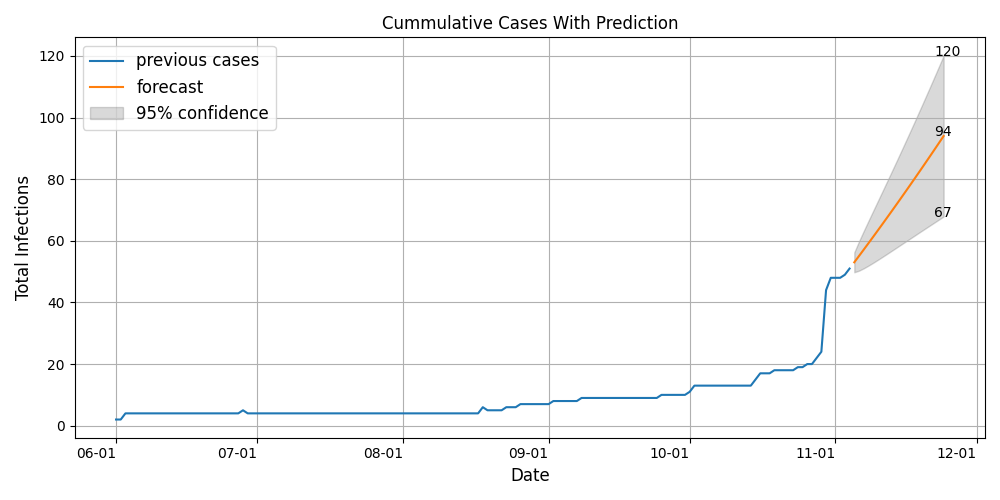 Cummulative Cases With Prediction
previous cases
forecast
95% confidence
120
94
67
Total Infections
120
100
80
60
40
20
0
06-01 07-01 08-01 09-01 10-01 11-01 12-01
Date